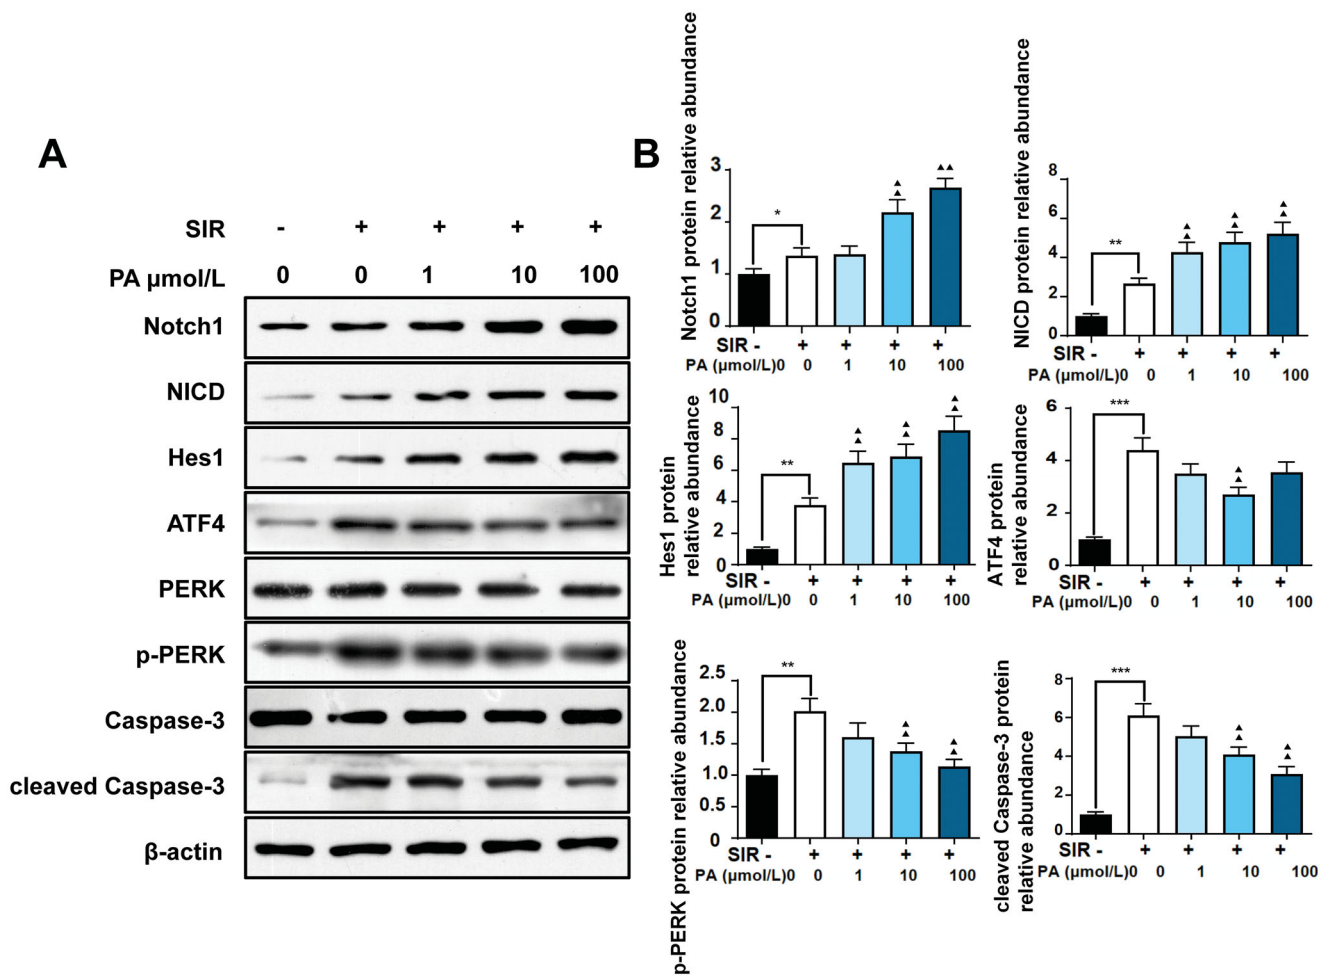 A
SIR - + + + +
PA µmol/L 0 0 1 10 100
Notch1
NICD
Hes1
ATF4
PERK
p-PERK
Caspase-3
cleaved Caspase-3
β-actin
B
Notch1 protein relative abundance
3
2
1
0
*
▲
▲
▲▲
SIR - + + + +
PA (µmol/L)0 0 1 10 100
NICD protein relative abundance
8
6
4
2
0
**
▲
▲
▲
▲
▲
▲
SIR - + + + +
PA (µmol/L) 0 0 1 10 100
Hes1 protein
relative abundance
10
8
6
4
2
0
**
▲
▲
▲
▲
▲
▲
SIR - + + + +
PA (µmol/L) 0 0 1 10 100
ATF4 protein
relative abundance
6
4
2
0
***
▲
▲
SIR - + + + +
PA (µmol/L)0 0 1 10 100
p-PERK protein relative abundance
2.5
2.0
1.5
1.0
0.5
0
**
▲
▲
▲
▲
SIR - + + + +
PA (µmol/L)0 0 1 10 100
cleaved Caspase-3 protein
relative abundance
8
6
4
2
0
***
▲
▲
▲
▲
SIR - + + + +
PA (µmol/L)0 0 1 10 100